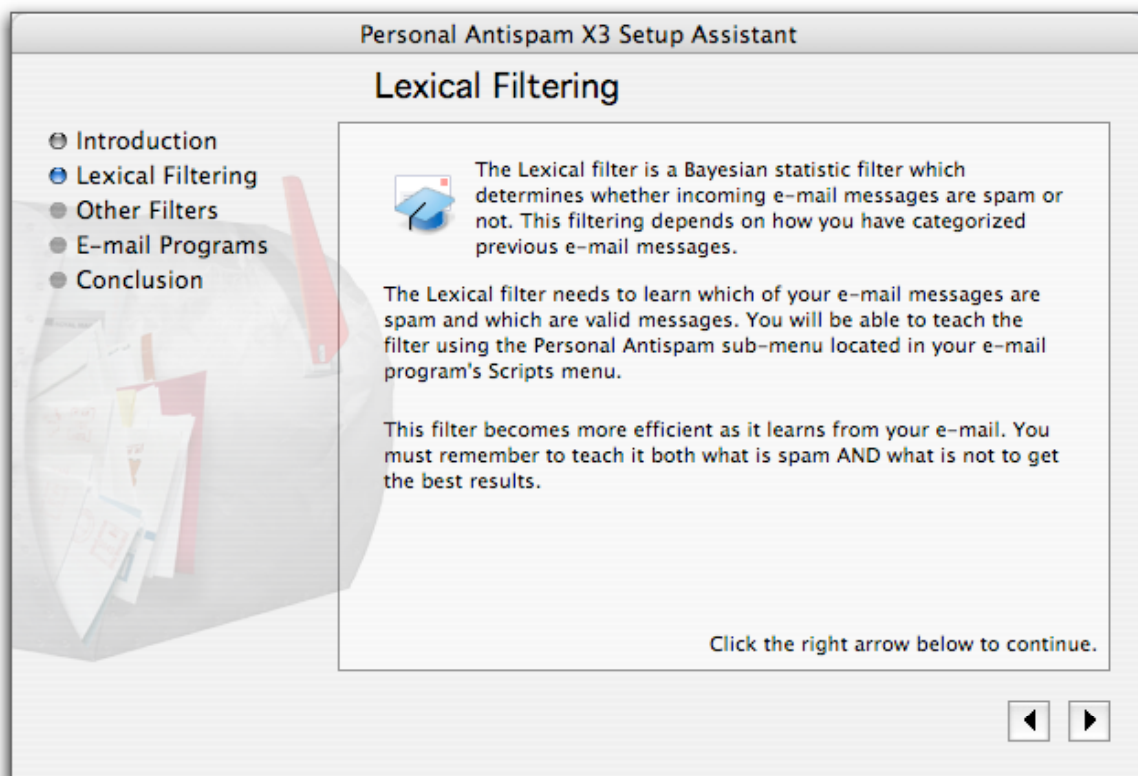 Personal Antispam X3 Setup Assistant
Lexical Filtering
Introduction
Lexical Filtering
Other Filters
E-mail Programs
Conclusion
The Lexical filter is a Bayesian statistic filter which
determines whether incoming e-mail messages are spam or
not. This filtering depends on how you have categorized
previous e-mail messages.
The Lexical filter needs to learn which of your e-mail messages are
spam and which are valid messages. You will be able to teach the
filter using the Personal Antispam sub-menu located in your e-mail
program's Scripts menu.
This filter becomes more efficient as it learns from your e-mail. You
must remember to teach it both what is spam AND what is not to get
the best results.
Click the right arrow below to continue.